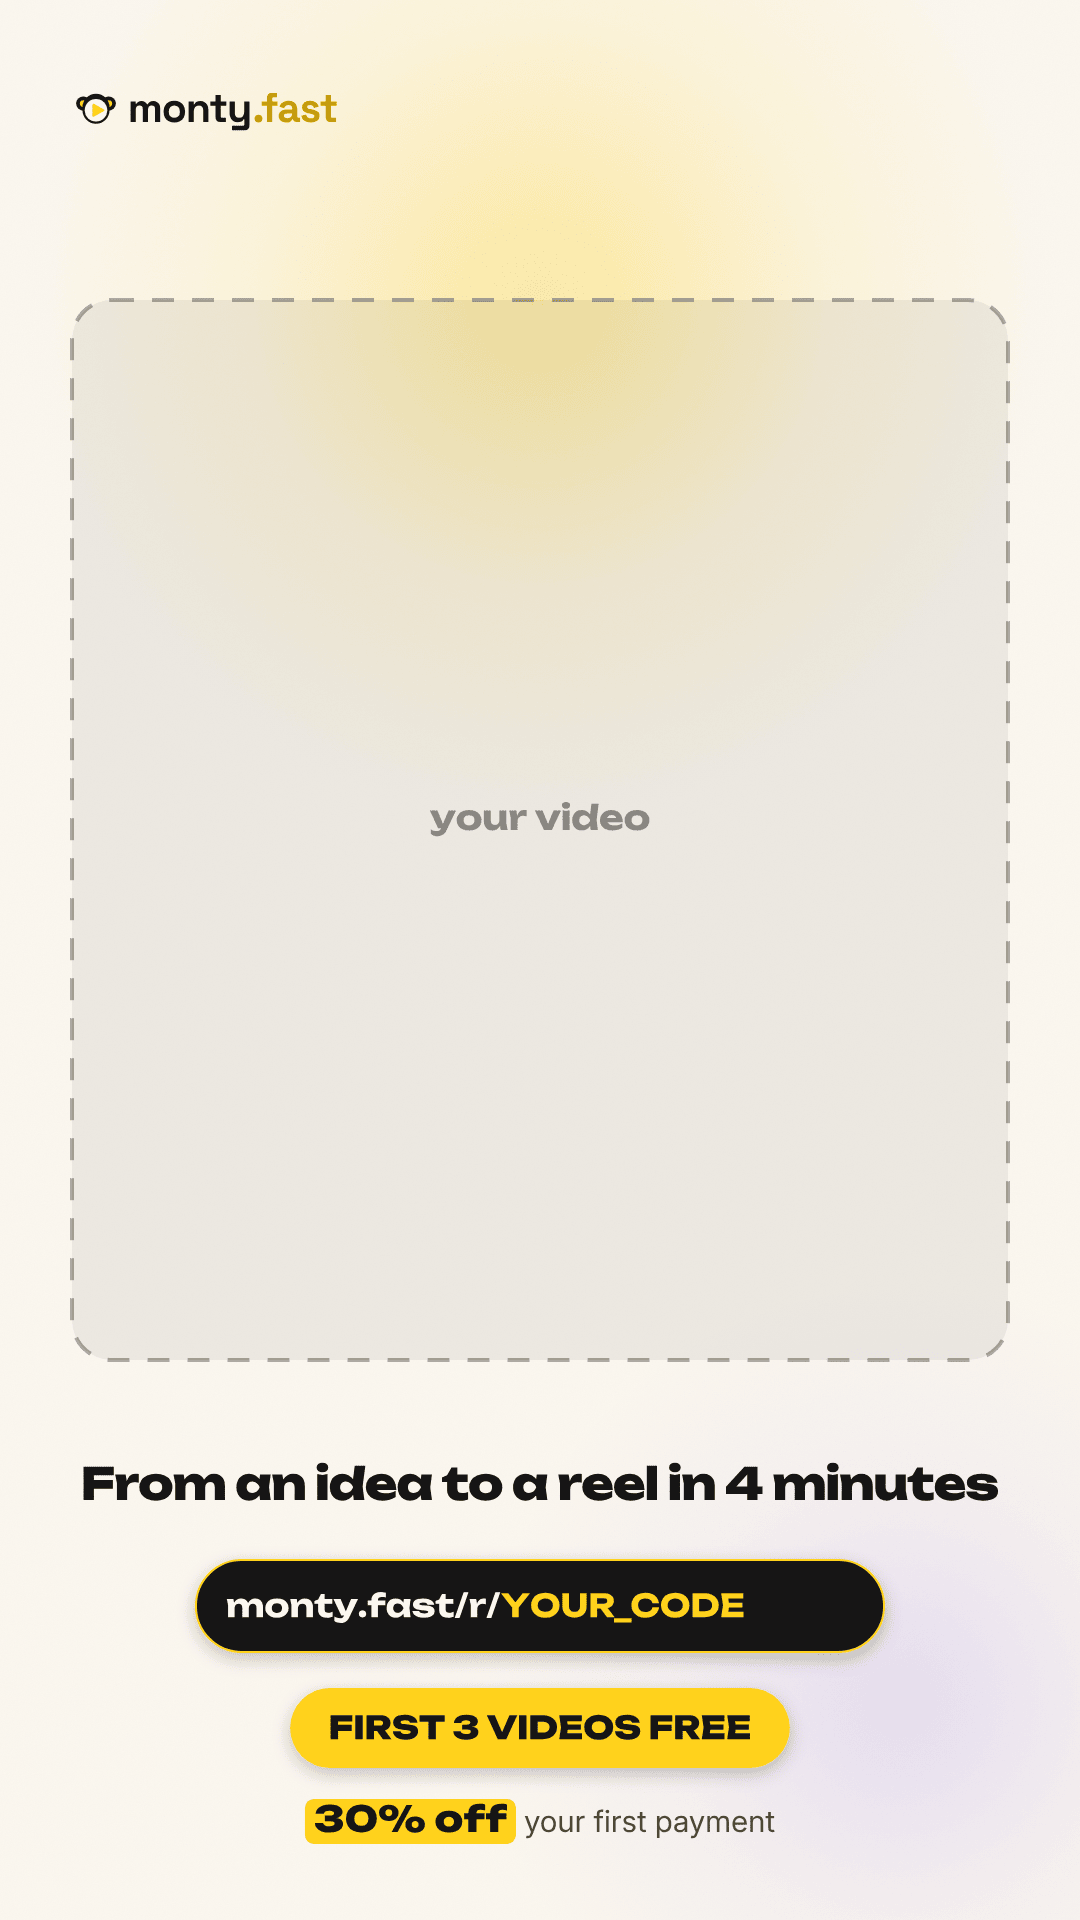 monty.fast
your video
From an idea to a reel in 4 minutes
monty.fast/r/YOUR_CODE
FIRST 3 VIDEOS FREE
30% off your first payment